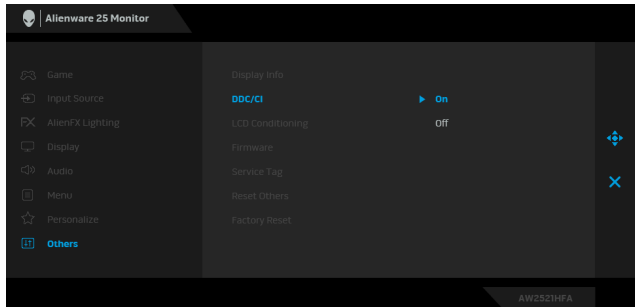 Alienware 25 Monitor
Game
Input Source
FX AlienFX Lighting
Display
Audio
Menu
Personalize
Others
Display Info
DDC/CI On
LCD Conditioning Off
Firmware
Service Tag
Reset Others
Factory Reset
AW2521HFA